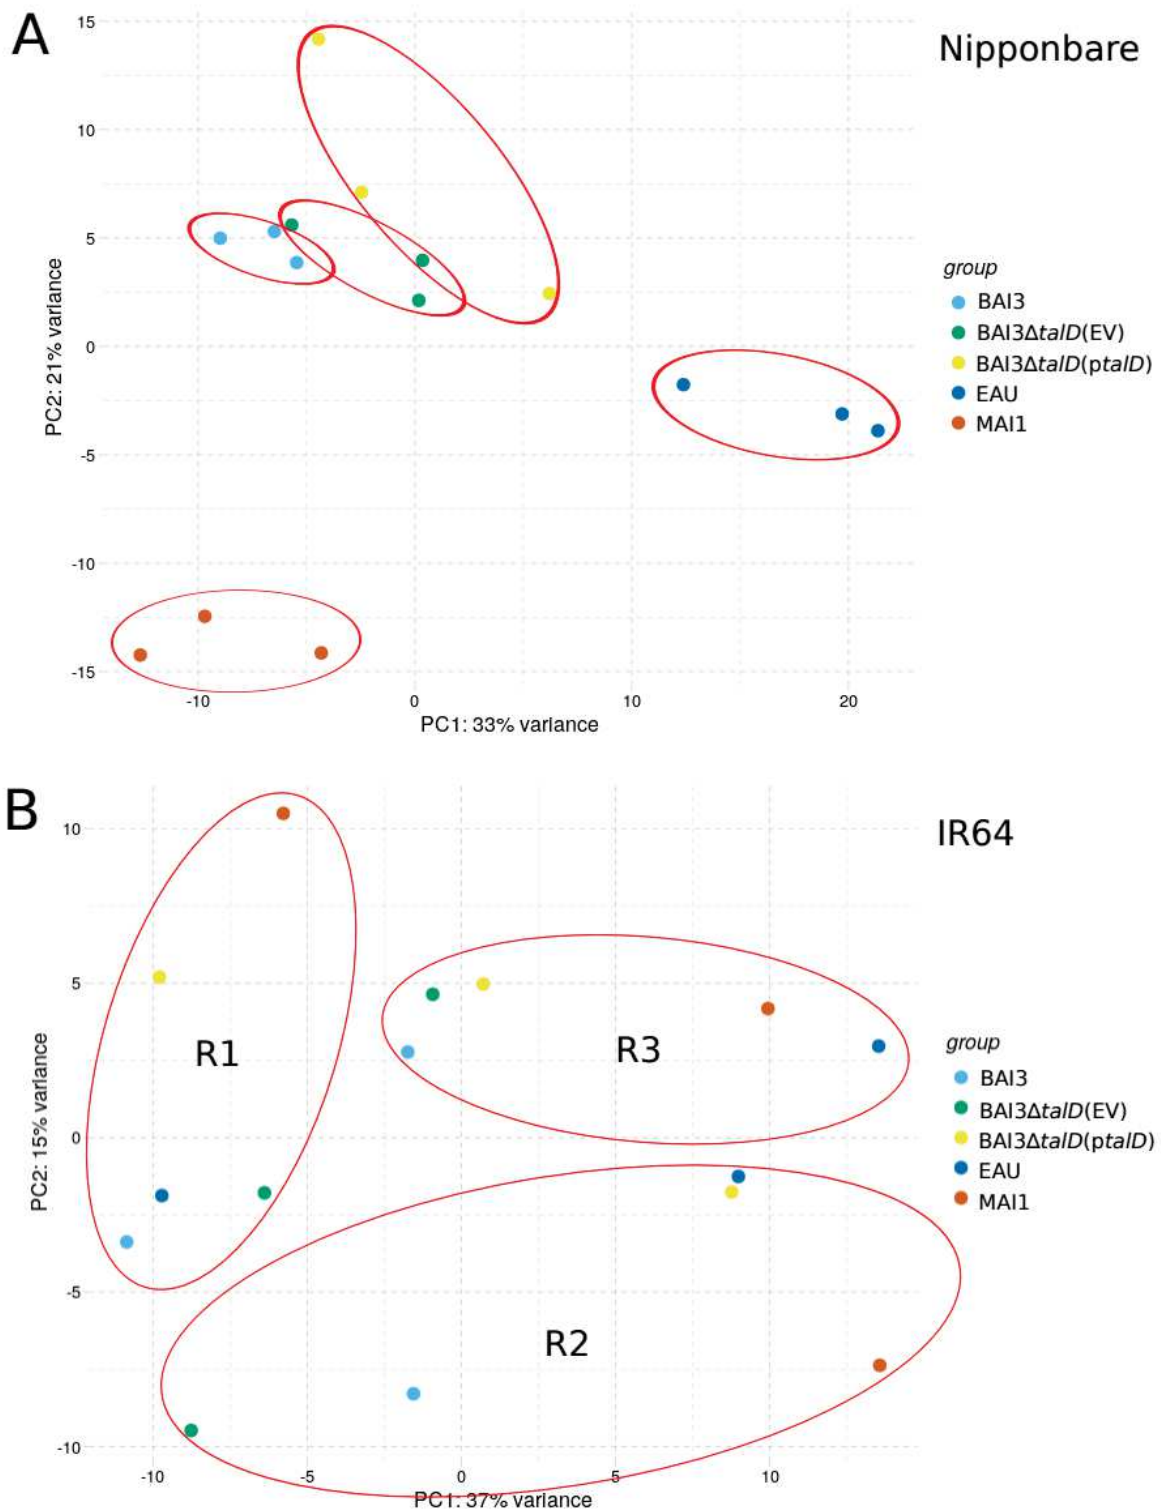 A
Nipponbare
15
10
5
0
-5
-10
-15
PC2: 21% variance
-10 0 10 20
PC1: 33% variance
group
BAI3
BAI3ΔtalD(EV)
BAI3ΔtalD(ptalD)
EAU
MAI1
B
IR64
10
5
0
-5
-10
PC2: 15% variance
R1
R3
R2
-10 -5 0 5 10
PC1: 37% variance
group
BAI3
BAI3ΔtalD(EV)
BAI3ΔtalD(ptalD)
EAU
MAI1